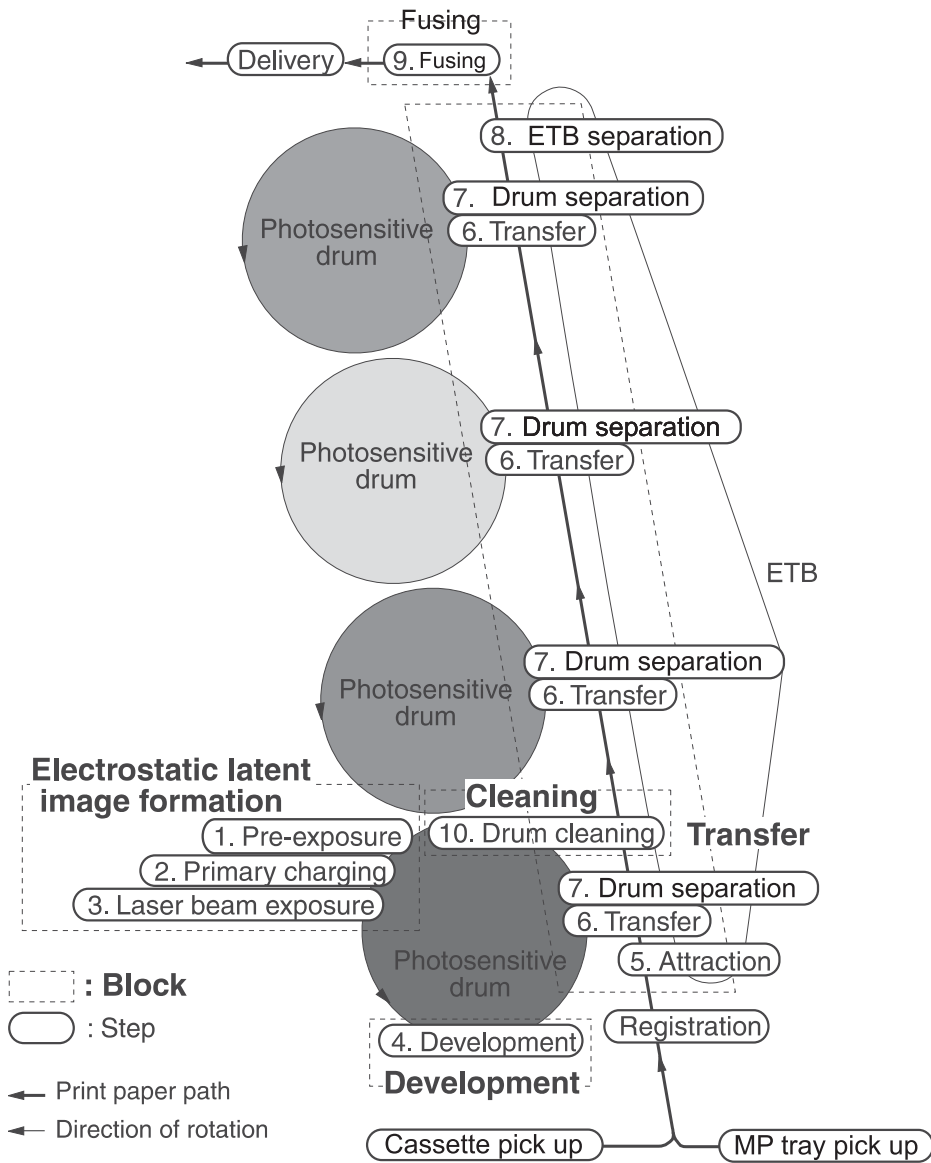 Fusing
Delivery
9. Fusing
8. ETB separation
7. Drum separation
6. Transfer
Photosensitive
drum
7. Drum separation
6. Transfer
Photosensitive
drum
ETB
7. Drum separation
6. Transfer
Photosensitive
drum
Electrostatic latent
image formation
1. Pre-exposure
2. Primary charging
3. Laser beam exposure
Cleaning
10. Drum cleaning
Transfer
7. Drum separation
6. Transfer
5. Attraction
Photosensitive
drum
Registration
4. Development
Development
: Block
: Step
Print paper path
Direction of rotation
Cassette pick up
MP tray pick up